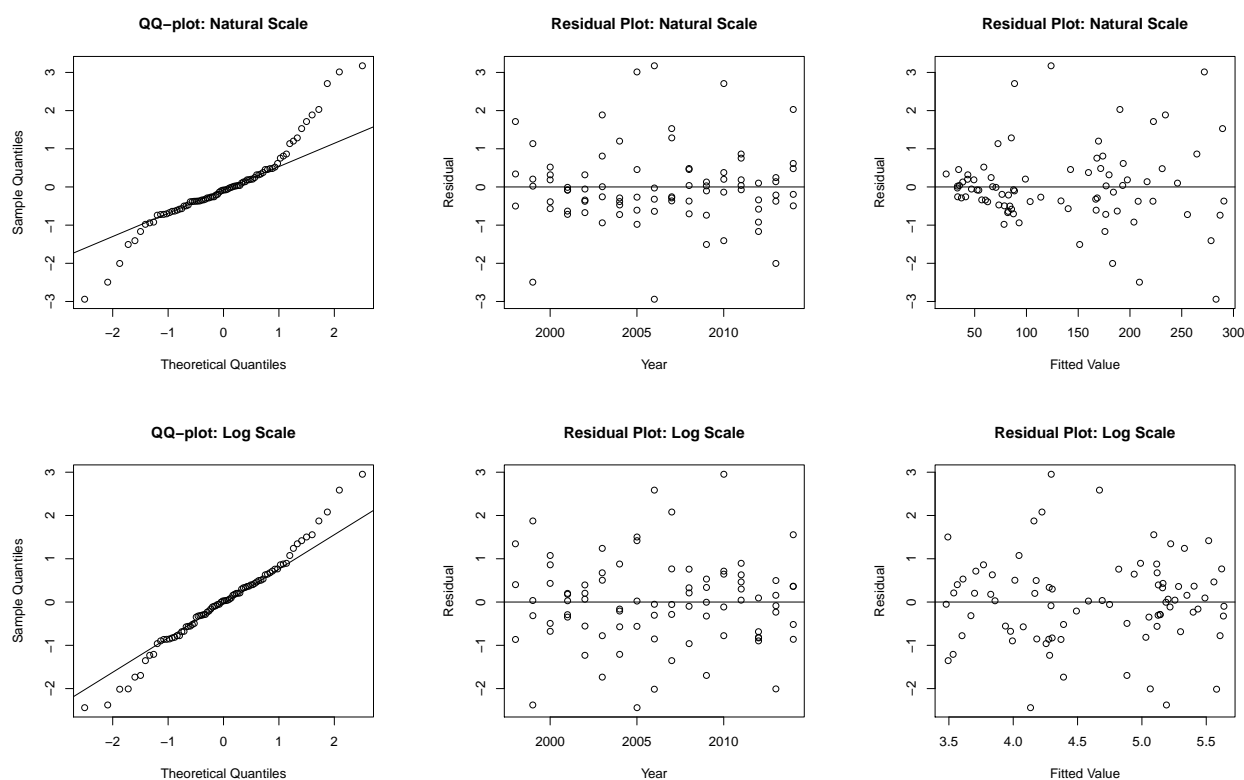 QQ−plot: Natural Scale
Sample Quantiles
3
2
1
0
−1
−2
−3
−2 −1 0 1 2
Theoretical Quantiles
Residual Plot: Natural Scale
Residual
3
2
1
0
−1
−2
−3
2000 2005 2010
Year
Residual Plot: Natural Scale
Residual
3
2
1
0
−1
−2
−3
50 100 150 200 250 300
Fitted Value
QQ−plot: Log Scale
Sample Quantiles
3
2
1
0
−1
−2
−2 −1 0 1 2
Theoretical Quantiles
Residual Plot: Log Scale
Residual
3
2
1
0
−1
−2
2000 2005 2010
Year
Residual Plot: Log Scale
Residual
3
2
1
0
−1
−2
3.5 4.0 4.5 5.0 5.5
Fitted Value